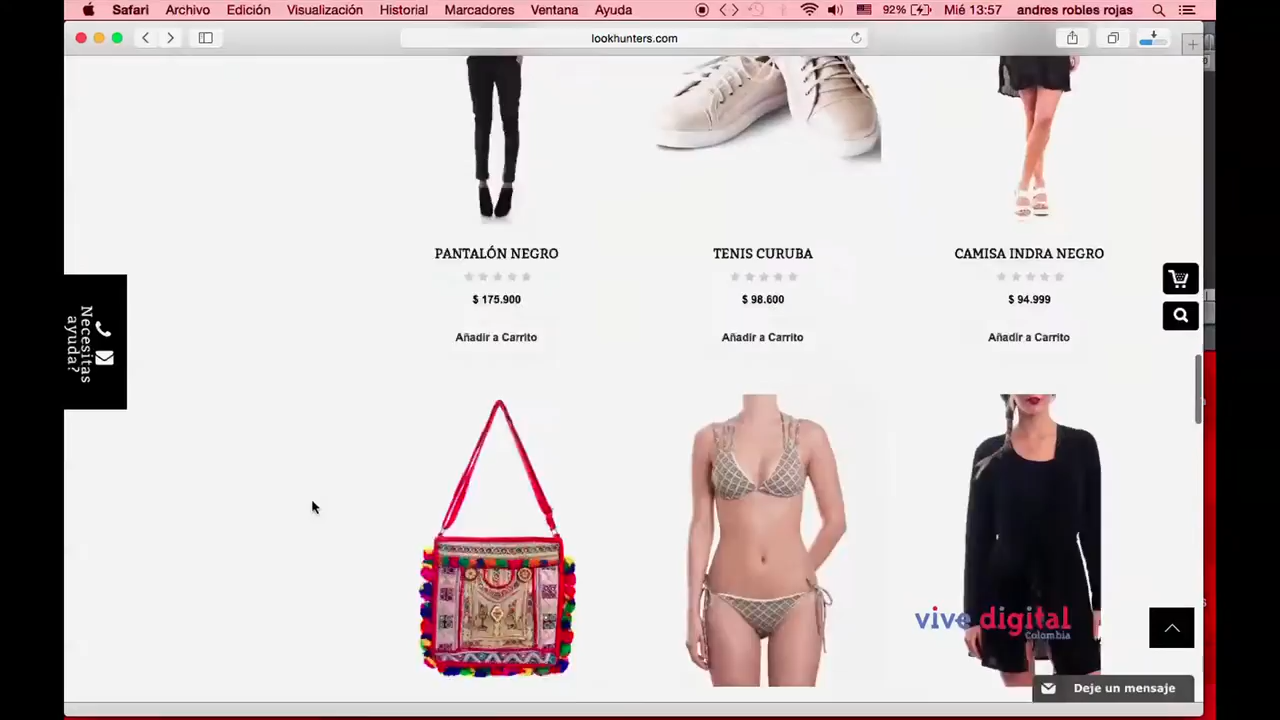 Safari Archivo Edición Visualización Historial Marcadores Ventana Ayuda 92% Mié 13:57 andres robles rojas
lookhunters.com
PANTALÓN NEGRO
$ 175.900
Añadir a Carrito
TENIS CURUBA
$ 98.600
Añadir a Carrito
CAMISA INDRA NEGRO
$ 94.999
Añadir a Carrito
Necesitas
ayuda?
vive digital
Colombia
Deje un mensaje